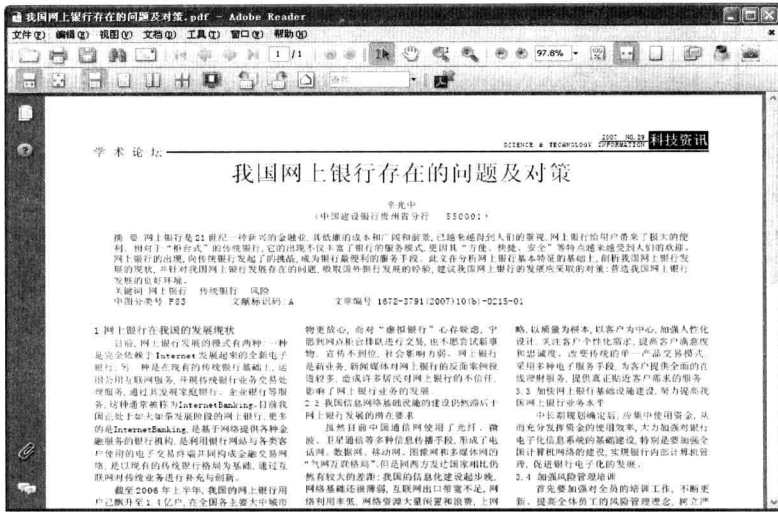 我国网上银行存在的问题及对策.pdf - Adobe Reader
文件(F) 编辑(E) 视图(V) 文档(D) 工具(T) 窗口(W) 帮助(H)
1 /1
97.8%
查找
学术论坛
2007 NO.29
SCIENCE & TECHNOLOGY INFORMATION
科技资讯
我国网上银行存在的问题及对策
辛光中
(中国建设银行贵州省分行 550001)
摘 要:网上银行是21世纪一种新兴的金融业,其低廉的成本和广阔和前景,已越来越得到人们的重视,网上银行给用户带来了很大的便
利。相对于“柜台式”的传统银行,它的出现不仅丰富了银行的服务模式,更因其“方便、快捷、安全”等特点越来越受到人们的欢迎。
网上银行的出现,向传统银行发起了的挑战,成为银行最便利的服务手段。此文在分析网上银行基本特征的基础上,剖析我国网上银行发
展的现状,并针对我国网上银行发展存在的问题,吸取国外银行发展的经验,建议我国网上银行的发展应采取的对策:营造我国网上银行
发展的良好环境。
关键词:网上银行 传统银行 风险
中图分类号:F83 文献标识码:A 文章编号:1672-3791(2007)10(b)-0215-01
1 网上银行在我国的发展现状
目前,网上银行发展的模式有两种:一种
是完全依赖于Internet发展起来的全新电子
银行;另一种是在现有的传统银行基础上,运
用公用互联网服务,开展传统银行业务交易处
理服务,通过其发展家庭银行、企业银行等服
务,这种通常被称为InternetBanking。目前我
国正处于如火如荼发展阶段的网上银行,更多
的是InternetBanking,是基于网络提供各种金
融服务的银行机构,是利用银行网站与各类客
户使用的电子交易终端共同构成金融交易网
络,是以现有的传统银行格局为基础,通过互
联网对传统业务进行补充与创新。
截至2006年上半年,我国的网上银行用
户已飙升至1.4亿户,在全国各主要大中城市
物更放心,而对“虚拟银行”心存疑虑,宁
愿到网点柜台排队进行交易,也不愿尝试新事
物。宣传不到位,社会影响力弱。网上银行
是新业务,新闻媒体对网上银行的反面案例报
道较多,造成许多居民对网上银行的不信任,
影响了网上银行业务的发展。
2.3 我国信息网络基础设施的建设仍然滞后于
网上银行发展的潜在要求
虽然目前中国通信网使用了光纤、微
波、卫星通信等多种信息传播手段,形成了电
话网、数据网、移动网、图像网和多媒体网的
“气网互联格局”,但是同西方发达国家相比仍
然有较大的差距:我国的信息化建设起步晚,
网络基础还很薄弱,互联网出口带宽不足,网
络利用率低,网络资源大量闲置和浪费,上网
略,以质量为根本,以客户为中心,加强人性化
设计,关注客户个性化需求,提高客户满意度
和忠诚度。改变传统的单一产品交易模式,
采用多种电子服务手段,为客户提供全面的在
线理财服务,提供真正贴近客户需求的服务。
3.3 加快网上银行基础设施建设,努力提高我
国网上银行业务水平
中长期规划确定后,应集中使用资金,从
而充分发挥资金的使用效率,大力加强对银行
电子化信息系统的基础建设,特别是要加强全
国计算机网络的建设,实现银行内部计算机管
理,促进银行电子化的发展。
3.4 加强风险管理培训
首先要加强对全员的培训工作,不断更
新、提高全体员工的风险管理理念,树立严